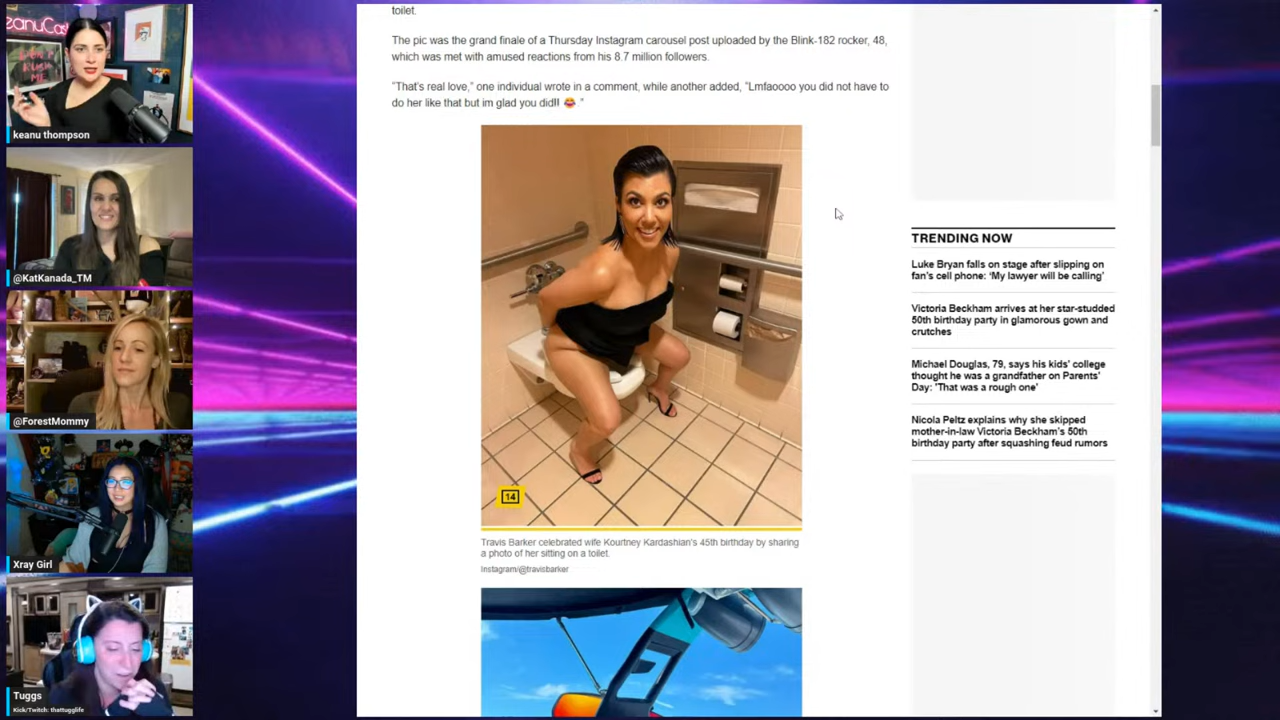 eanuCas
DON'T
RUSH
ME
keanu thompson
@KatKanada_TM
@ForestMommy
Xray Girl
Tuggs
Kick/Twitch: thattugglife
toilet.
The pic was the grand finale of a Thursday Instagram carousel post uploaded by the Blink-182 rocker, 48,
which was met with amused reactions from his 8.7 million followers.
“That’s real love,” one individual wrote in a comment, while another added, “Lmfaoooo you did not have to
do her like that but im glad you did!! 😂 ”
14
Travis Barker celebrated wife Kourtney Kardashian’s 45th birthday by sharing
a photo of her sitting on a toilet.
Instagram/@travisbarker
TRENDING NOW
Luke Bryan falls on stage after slipping on
fan’s cell phone: ‘My lawyer will be calling’
Victoria Beckham arrives at her star-studded
50th birthday party in glamorous gown and
crutches
Michael Douglas, 79, says his kids’ college
thought he was a grandfather on Parents’
Day: ‘That was a rough one’
Nicola Peltz explains why she skipped
mother-in-law Victoria Beckham’s 50th
birthday party after squashing feud rumors